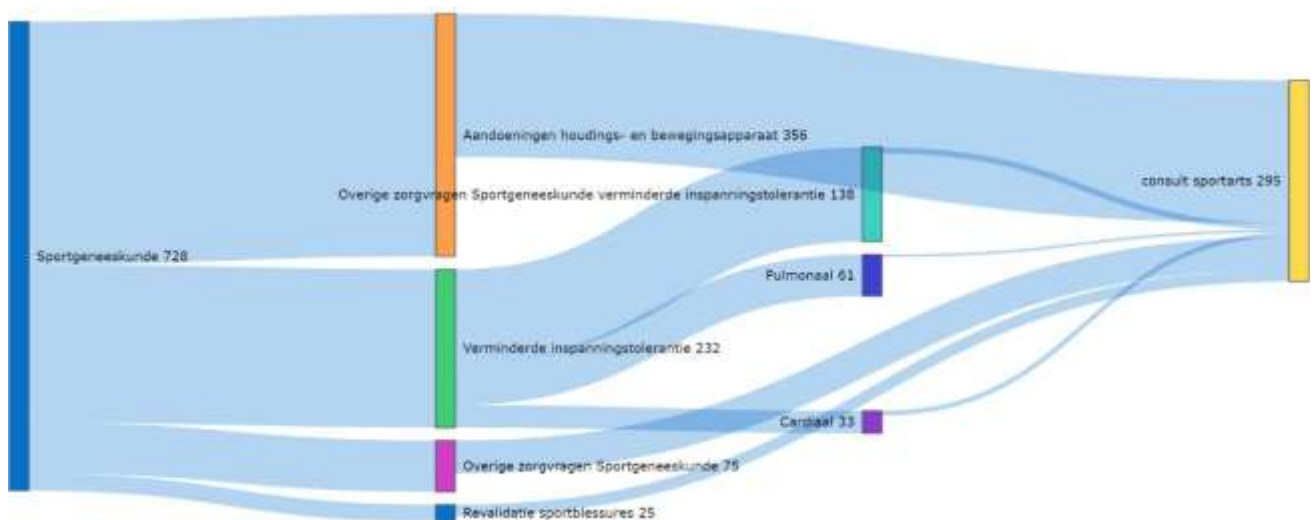 Aandoeningen houdings- en bewegingsapparaat 356
consult sportarts 295
Overige zorgvragen Sportgeneeskunde verminderde inspanningstolerantie 138
Sportgeneeskunde 728
Pulmonaal 61
Verminderde inspanningstolerantie 232
Cardiaal 33
Overige zorgvragen Sportgeneeskunde 75
Revalidatie sportblessures 25